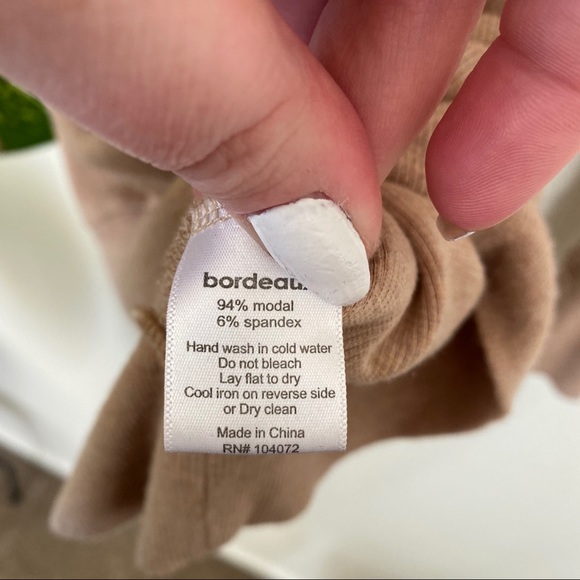 bordeau
94% modal
6% spandex
Hand wash in cold water
Do not bleach
Lay flat to dry
Cool iron on reverse side
or Dry clean
Made in China
RN# 104072